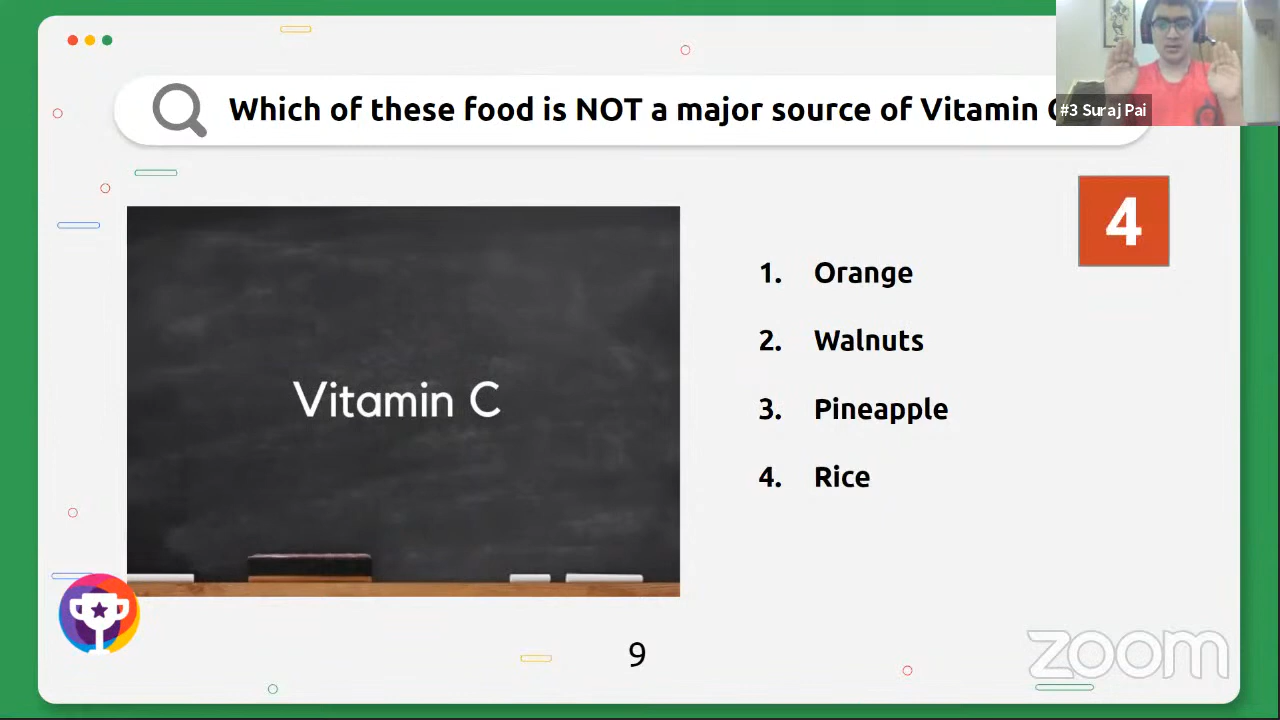 Which of these food is NOT a major source of Vitamin
#3 Suraj Pai
4
1. Orange
2. Walnuts
3. Pineapple
4. Rice
Vitamin C
9
zoom